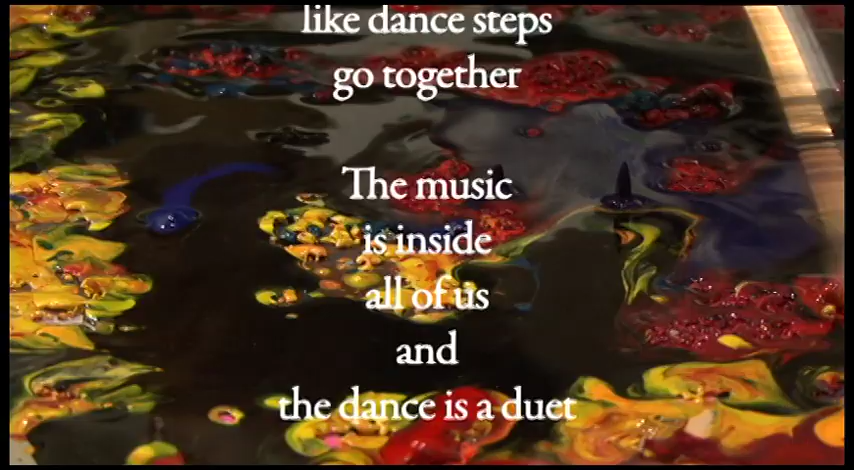 like dance steps
go together
The music
is inside
all of us
and
the dance is a duet